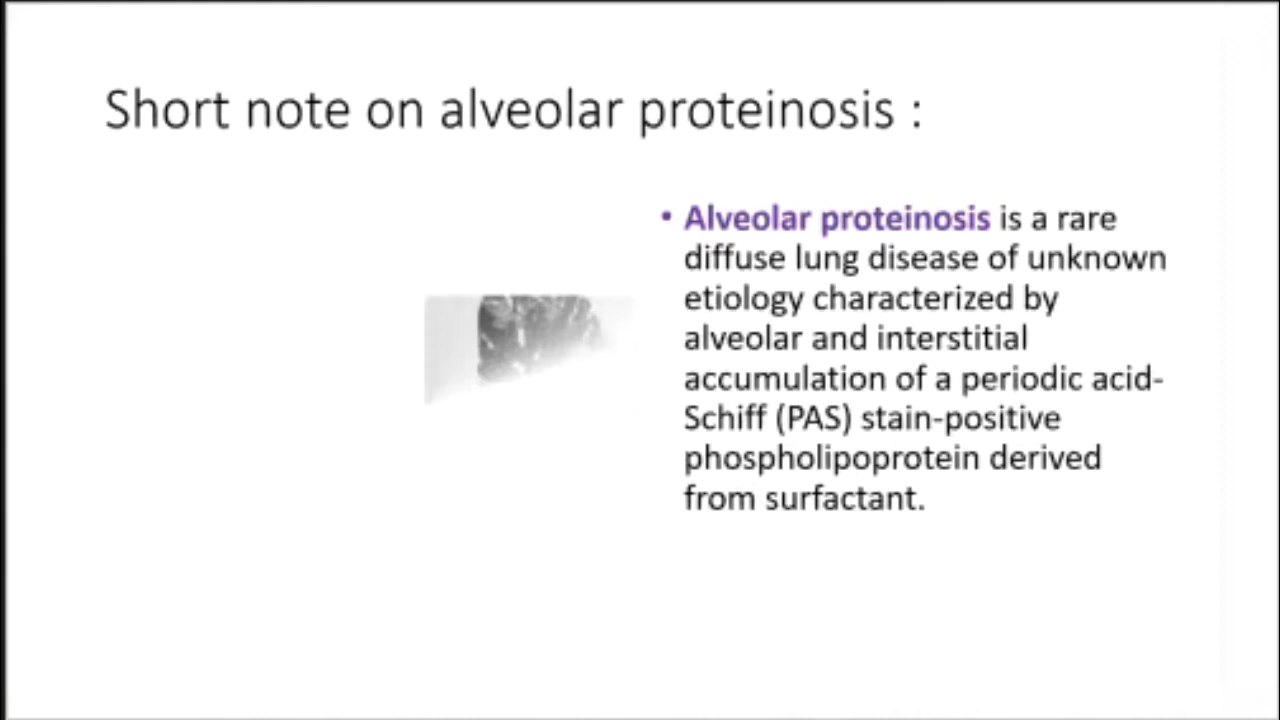 Short note on alveolar proteinosis :
• Alveolar proteinosis is a rare
diffuse lung disease of unknown
etiology characterized by
alveolar and interstitial
accumulation of a periodic acid-
Schiff (PAS) stain-positive
phospholipoprotein derived
from surfactant.